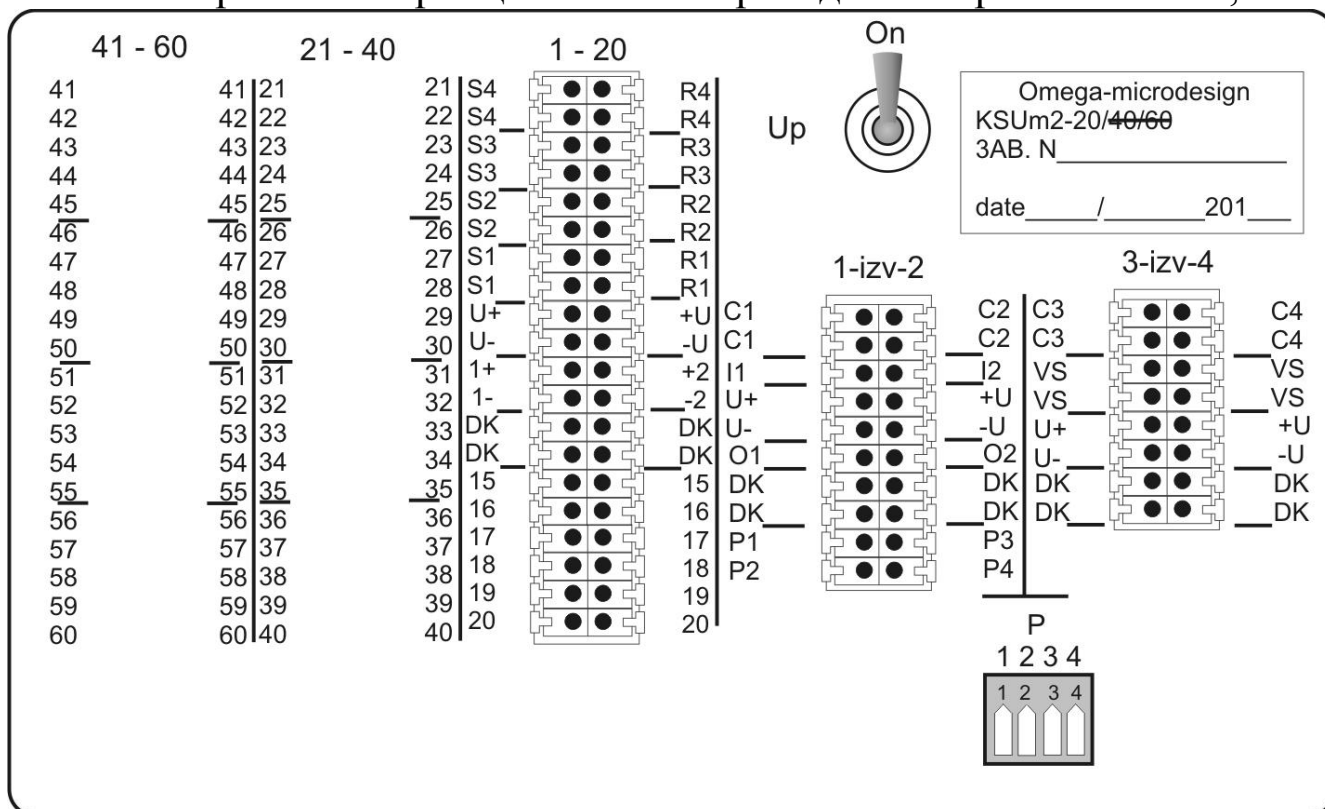 41 - 60 21 - 40 1 - 20
On
Up
Omega-microdesign
KSUm2-20/40/60
3AB. N_______________
date_____/________201___
1-izv-2 3-izv-4
41 41 21 21 S4 R4
42 42 22 22 S4 R4
43 43 23 23 S3 R3
44 44 24 24 S3 R3
45 45 25 25 S2 R2
46 46 26 26 S2 R2
47 47 27 27 S1 R1
48 48 28 28 S1 R1
49 49 29 29 U+ +U C1 C2 C3 C4
50 50 30 30 U- -U C1 C2 C3 C4
51 51 31 31 1+ +2 I1 I2 VS VS
52 52 32 32 1- -2 U+ +U VS VS
53 53 33 33 DK DK U- -U U+ +U
54 54 34 34 DK DK O1 O2 U- -U
55 55 35 35 15 15 DK DK DK DK
56 56 36 36 16 16 DK DK DK DK
57 57 37 37 17 17 P1 P3
58 58 38 38 18 18 P2 P4
59 59 39 39 19 19
60 60 40 40 20 20
P
1 2 3 4
1 2 3 4